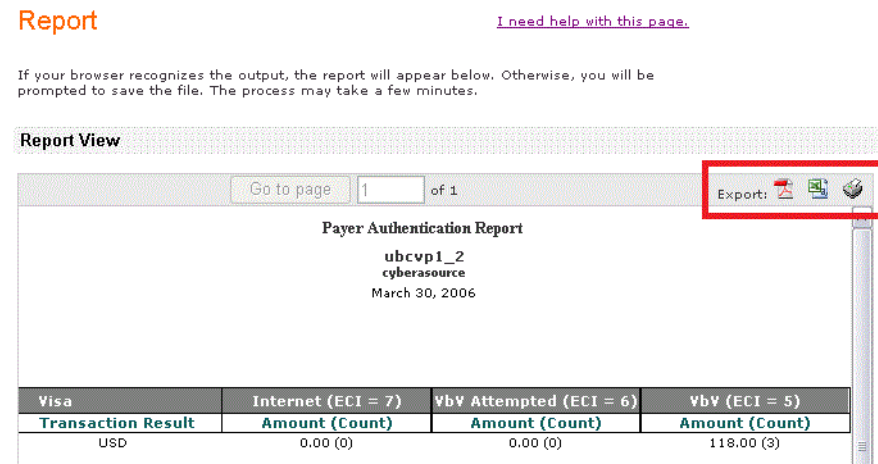 Report
I need help with this page.
If your browser recognizes the output, the report will appear below. Otherwise, you will be
prompted to save the file. The process may take a few minutes.
Report View
Go to page 1 of 1 Export:
Payer Authentication Report
ubcvp1_2
cyberasource
March 30, 2006
Visa Internet (ECI = 7) VbV Attempted (ECI = 6) VbV (ECI = 5)
Transaction Result Amount (Count) Amount (Count) Amount (Count)
USD 0.00 (0) 0.00 (0) 118.00 (3)